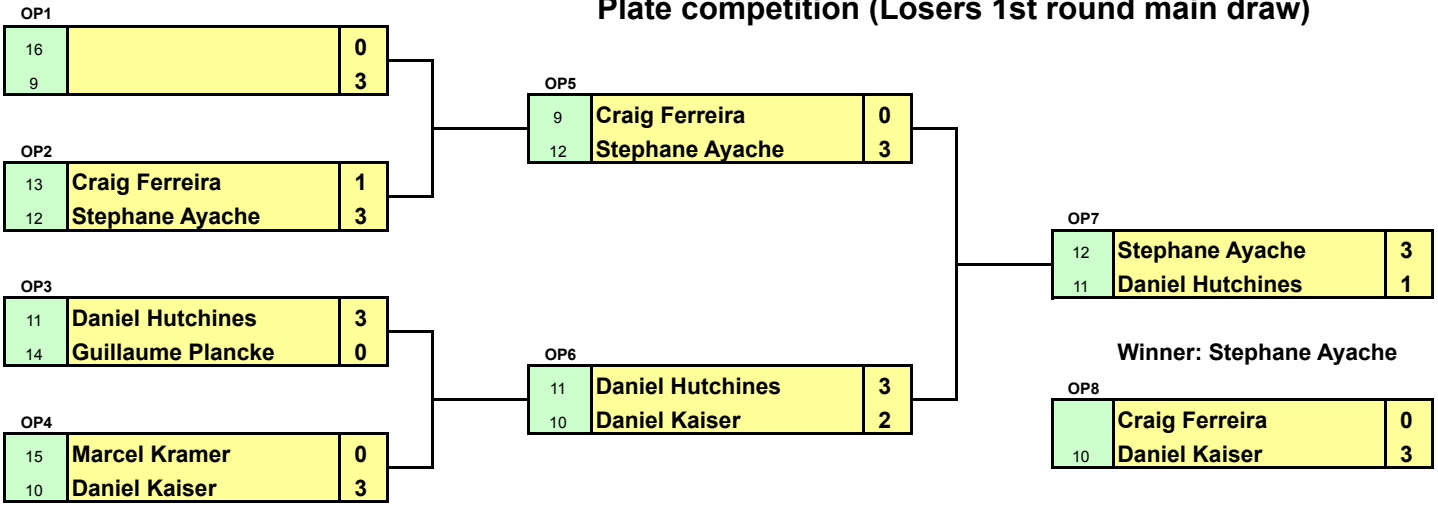 Plate competition (Losers 1st round main draw)
OP1
16 0
9 3
OP2
13 Craig Ferreira 1
12 Stephane Ayache 3
OP3
11 Daniel Hutchines 3
14 Guillaume Plancke 0
OP4
15 Marcel Kramer 0
10 Daniel Kaiser 3
OP5
9 Craig Ferreira 0
12 Stephane Ayache 3
OP6
11 Daniel Hutchines 3
10 Daniel Kaiser 2
OP7
12 Stephane Ayache 3
11 Daniel Hutchines 1
Winner: Stephane Ayache
OP8
Craig Ferreira 0
10 Daniel Kaiser 3